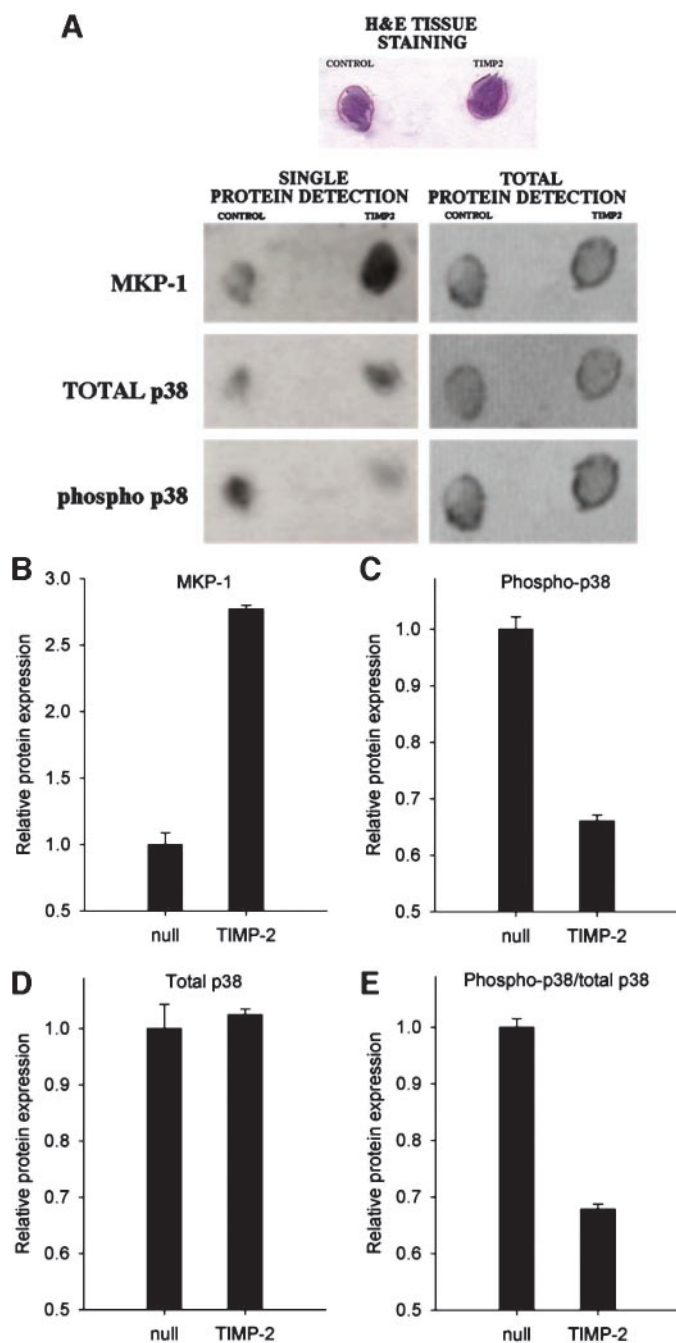 A
H&E TISSUE
STAINING
CONTROL TIMP2
SINGLE
PROTEIN DETECTION
TOTAL
PROTEIN DETECTION
CONTROL TIMP2
CONTROL TIMP2
MKP-1
TOTAL p38
phospho p38
B
MKP-1
Relative protein expression
3.0
2.5
2.0
1.5
1.0
0.5
null TIMP-2
C
Phospho-p38
Relative protein expression
1.0
0.9
0.8
0.7
0.6
0.5
null TIMP-2
D
Total p38
Relative protein expression
1.0
0.9
0.8
0.7
0.6
0.5
null TIMP-2
E
Phospho-p38/total p38
Relative protein expression
1.0
0.9
0.8
0.7
0.6
0.5
null TIMP-2